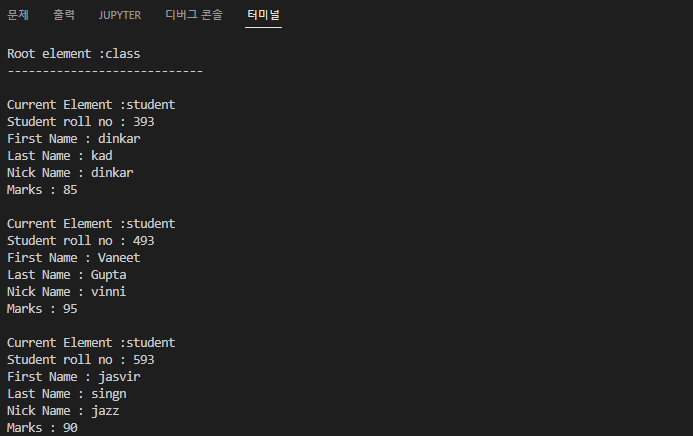 문제 출력 JUPYTER 디버그 콘솔 터미널
Root element :class
----------------------------
Current Element :student
Student roll no : 393
First Name : dinkar
Last Name : kad
Nick Name : dinkar
Marks : 85
Current Element :student
Student roll no : 493
First Name : Vaneet
Last Name : Gupta
Nick Name : vinni
Marks : 95
Current Element :student
Student roll no : 593
First Name : jasvir
Last Name : singn
Nick Name : jazz
Marks : 90